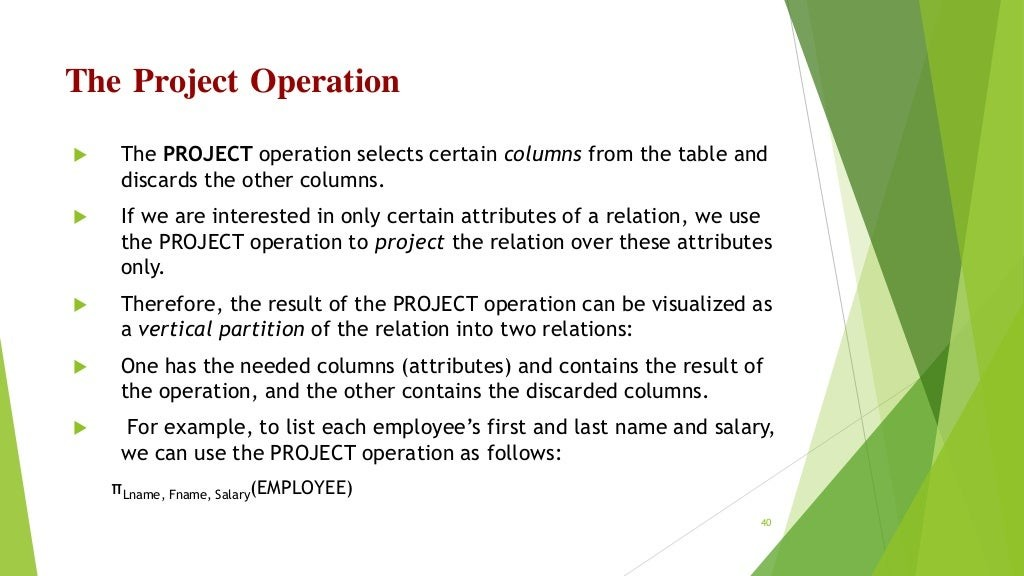 The Project Operation
The PROJECT operation selects certain columns from the table and
discards the other columns.
If we are interested in only certain attributes of a relation, we use
the PROJECT operation to project the relation over these attributes
only.
Therefore, the result of the PROJECT operation can be visualized as
a vertical partition of the relation into two relations:
One has the needed columns (attributes) and contains the result of
the operation, and the other contains the discarded columns.
For example, to list each employee’s first and last name and salary,
we can use the PROJECT operation as follows:
πLname, Fname, Salary(EMPLOYEE)
40